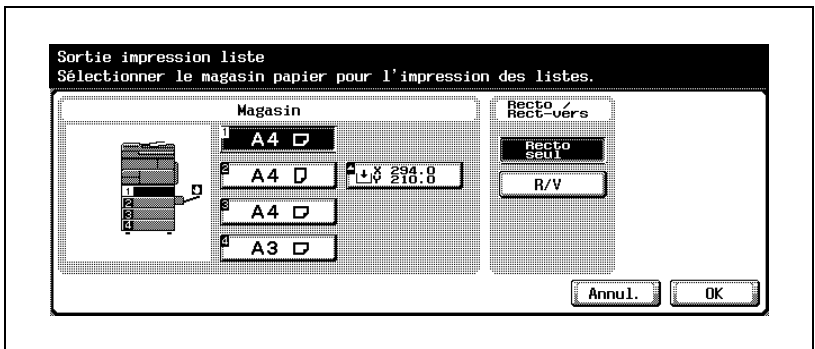 Sortie impression liste
Sélectionner le magasin papier pour l'impression des listes.
Magasin
Recto /
Rect-vers
1 A4
2 A4
X 294.0
Y 210.0
3 A4
4 A3
1
2
3
4
Recto
seul
R/V
Annul.
OK